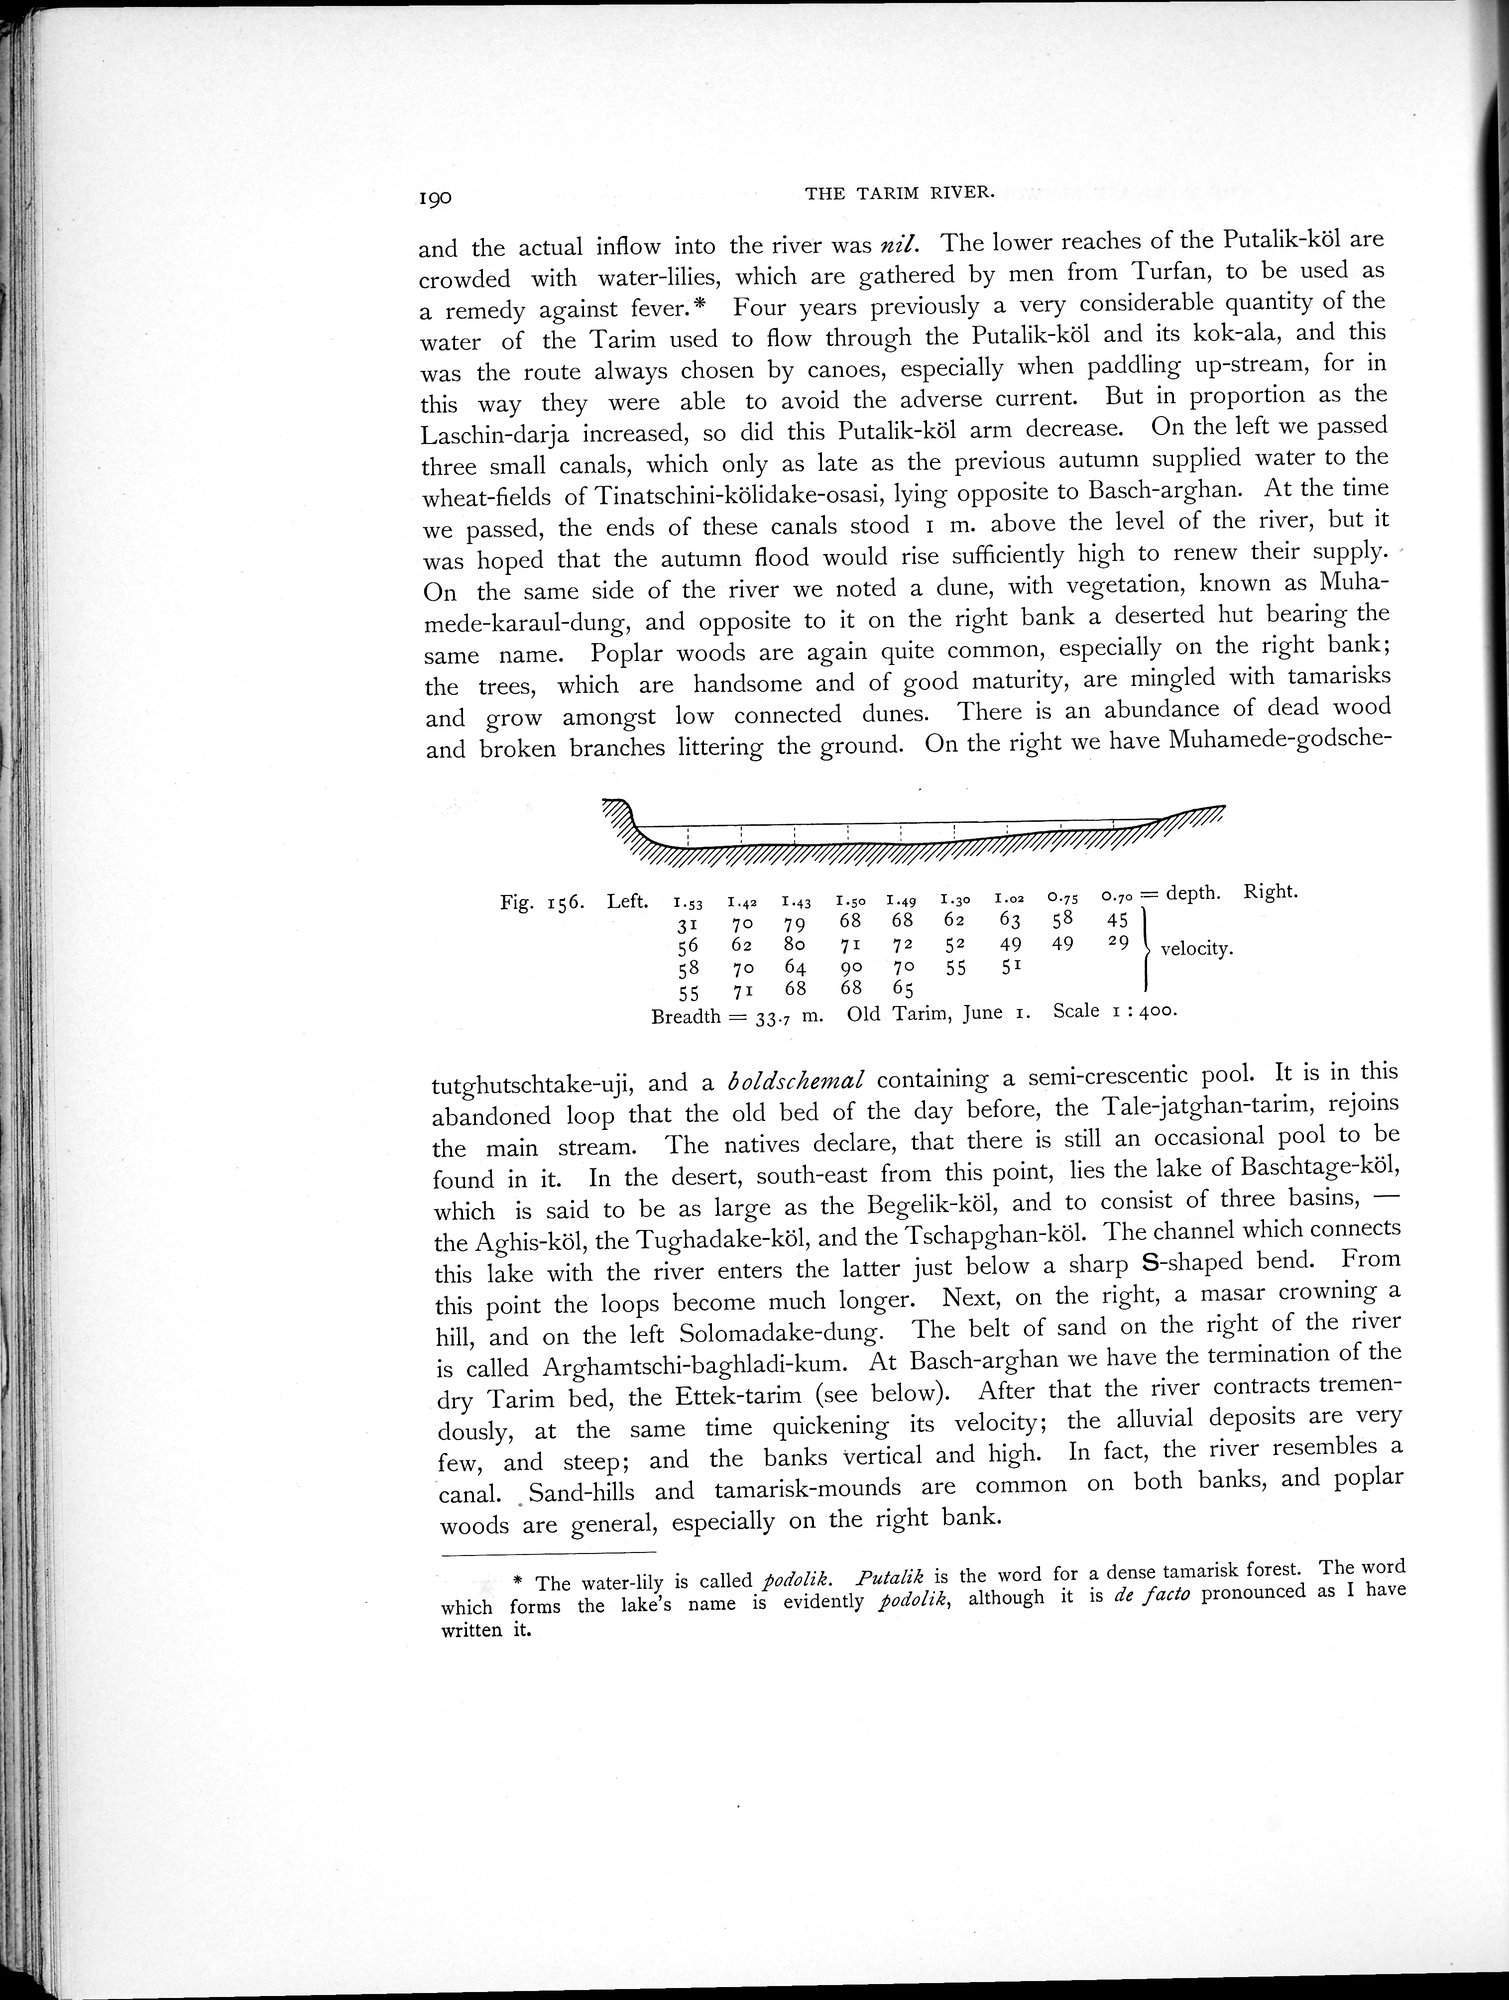 190
THE TARIM RIVER.
and the actual inflow into the river was nil. The lower reaches of the Putalik-köl are
crowded with water-lilies, which are gathered by men from Turfan, to be used as
a remedy against fever.* Four years previously a very considerable quantity of the
water of the Tarim used to flow through the Putalik-köl and its kok-ala, and this
was the route always chosen by canoes, especially when paddling up-stream, for in
this way they were able to avoid the adverse current. But in proportion as the
Laschin-darja increased, so did this Putalik-köl arm decrease. On the left we passed
three small canals, which only as late as the previous autumn supplied water to the
wheat-fields of Tinatschini-kölidake-osasi, lying opposite to Basch-arghan. At the time
we passed, the ends of these canals stood 1 m. above the level of the river, but it
was hoped that the autumn flood would rise sufficiently high to renew their supply.
On the same side of the river we noted a dune, with vegetation, known as Muha-
mede-karaul-dung, and opposite to it on the right bank a deserted hut bearing the
same name. Poplar woods are again quite common, especially on the right bank;
the trees, which are handsome and of good maturity, are mingled with tamarisks
and grow amongst low connected dunes. There is an abundance of dead wood
and broken branches littering the ground. On the right we have Muhamede-godsche-
Fig. 156. Left. 1.53 1.42 1.43 1.50 1.49 1.30 1.02 0.75 0.70 = depth. Right.
31 70 79 68 68 62 63 58 45
56 62 80 71 72 52 49 49 29 velocity.
58 70 64 90 70 55 51
55 71 68 68 65
Breadth = 33.7 m. Old Tarim, June 1. Scale 1 : 400.
tutghutschtake-uji, and a boldschemal containing a semi-crescentic pool. It is in this
abandoned loop that the old bed of the day before, the Tale-jatghan-tarim, rejoins
the main stream. The natives declare, that there is still an occasional pool to be
found in it. In the desert, south-east from this point, lies the lake of Baschtage-köl,
which is said to be as large as the Begelik-köl, and to consist of three basins, —
the Aghis-köl, the Tughadake-köl, and the Tschapghan-köl. The channel which connects
this lake with the river enters the latter just below a sharp S-shaped bend. From
this point the loops become much longer. Next, on the right, a masar crowning a
hill, and on the left Solomadake-dung. The belt of sand on the right of the river
is called Arghamtschi-baghladi-kum. At Basch-arghan we have the termination of the
dry Tarim bed, the Ettek-tarim (see below). After that the river contracts tremen-
dously, at the same time quickening its velocity; the alluvial deposits are very
few, and steep; and the banks vertical and high. In fact, the river resembles a
canal. Sand-hills and tamarisk-mounds are common on both banks, and poplar
woods are general, especially on the right bank.
* The water-lily is called podolik. Putalik is the word for a dense tamarisk forest. The word
which forms the lake's name is evidently podolik, although it is de facto pronounced as I have
written it.